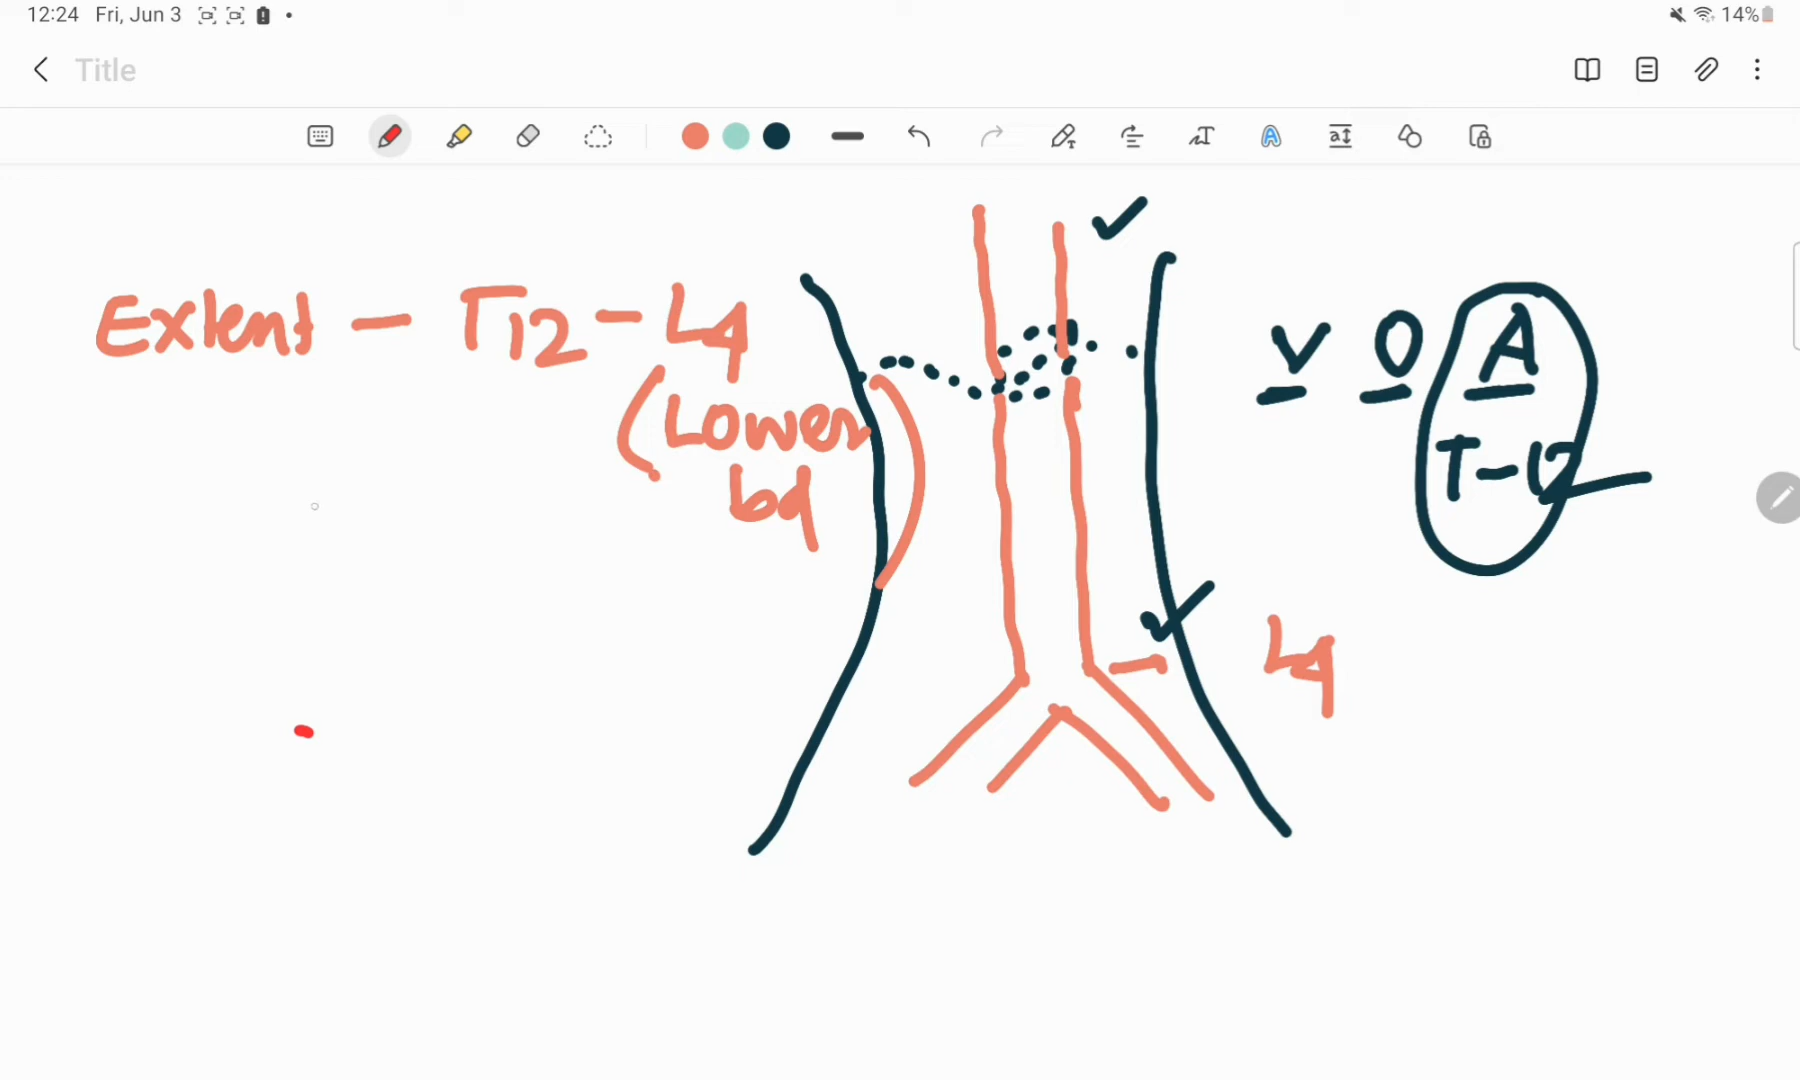 12:24 Fri, Jun 3
14%
Title
Extent - T12 - L4
(Lower
bd
V O A
T-12
L4